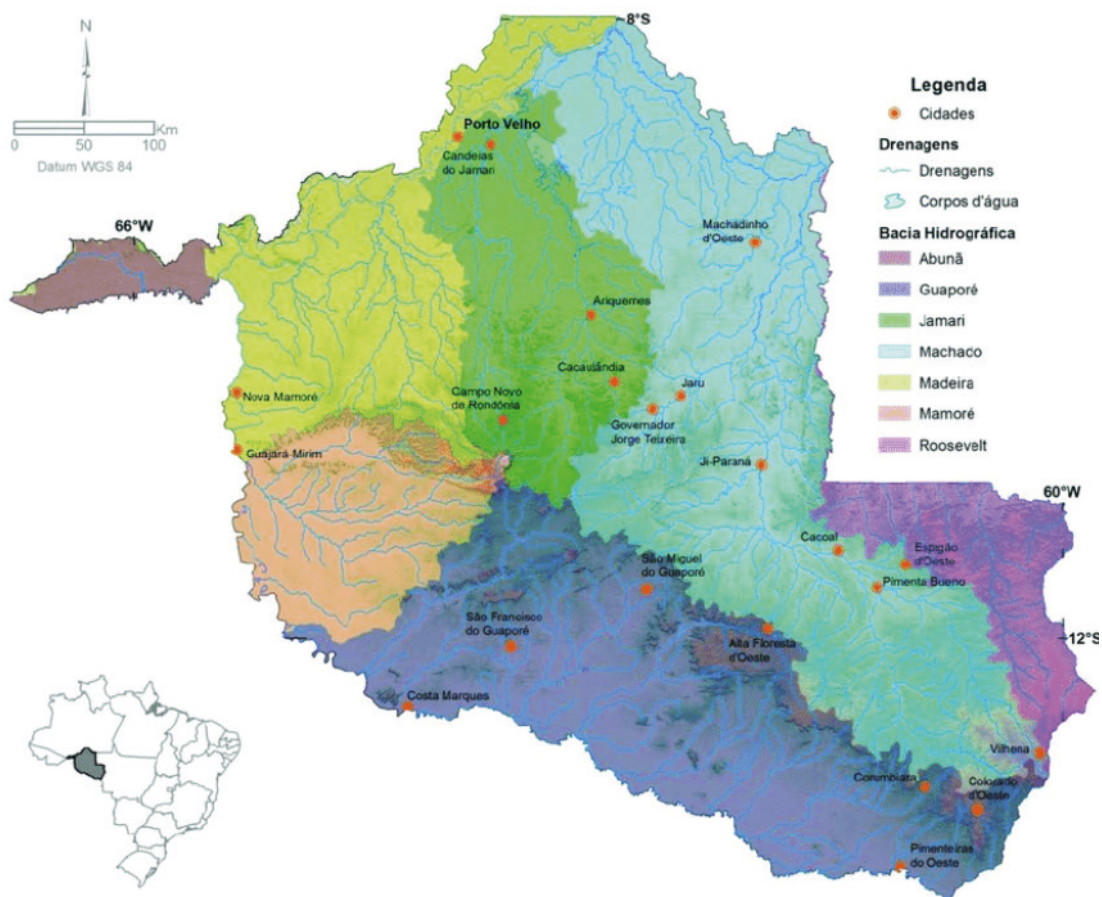 N
0
50
100
Km
Datum WGS 84
8°S
66°W
60°W
12°S
Porto Velho
Candeias
do Jamari
Machadinho
d'Oeste
Ariquemes
Cacaulândia
Jaru
Nova Mamoré
Campo Novo
de Rondônia
Governador
Jorge Teixeira
Guajará-Mirim
Ji-Paraná
Cacoal
Espigão
d'Oeste
São Miguel
do Guaporé
Pimenta Bueno
São Francisco
do Guaporé
Alta Floresta
d'Oeste
Costa Marques
Vilhena
Corumbiara
Colorado
d'Oeste
Pimenteiras
do Oeste
Legenda
Cidades
Drenagens
Drenagens
Corpos d'água
Bacia Hidrográfica
Abunã
Guaporé
Jamari
Machaco
Madeira
Mamoré
Roosevelt